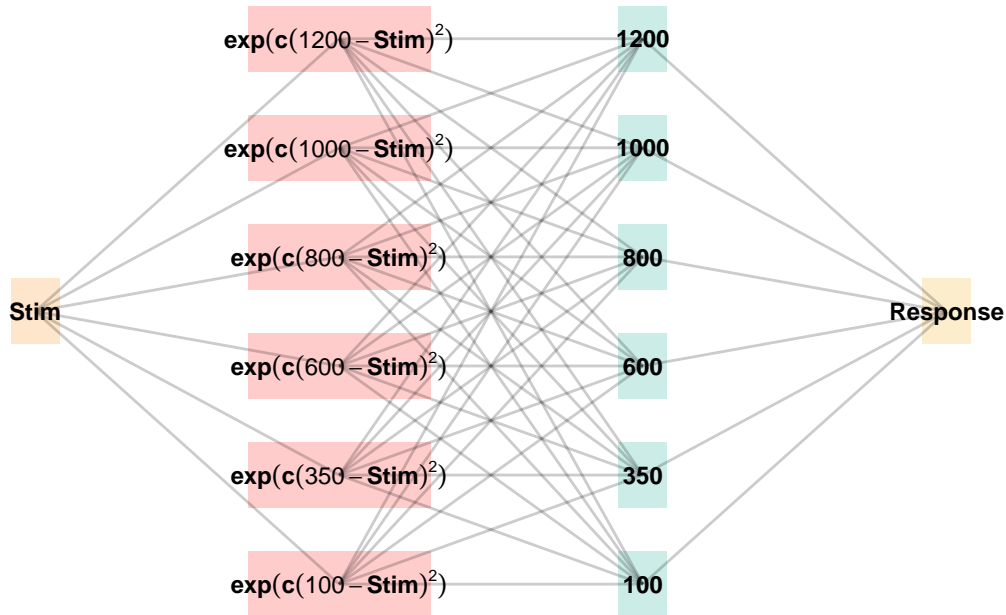 exp(c(1200 − Stim)²) 1200
exp(c(1000 − Stim)²) 1000
exp(c(800 − Stim)²) 800
Stim Response
exp(c(600 − Stim)²) 600
exp(c(350 − Stim)²) 350
exp(c(100 − Stim)²) 100